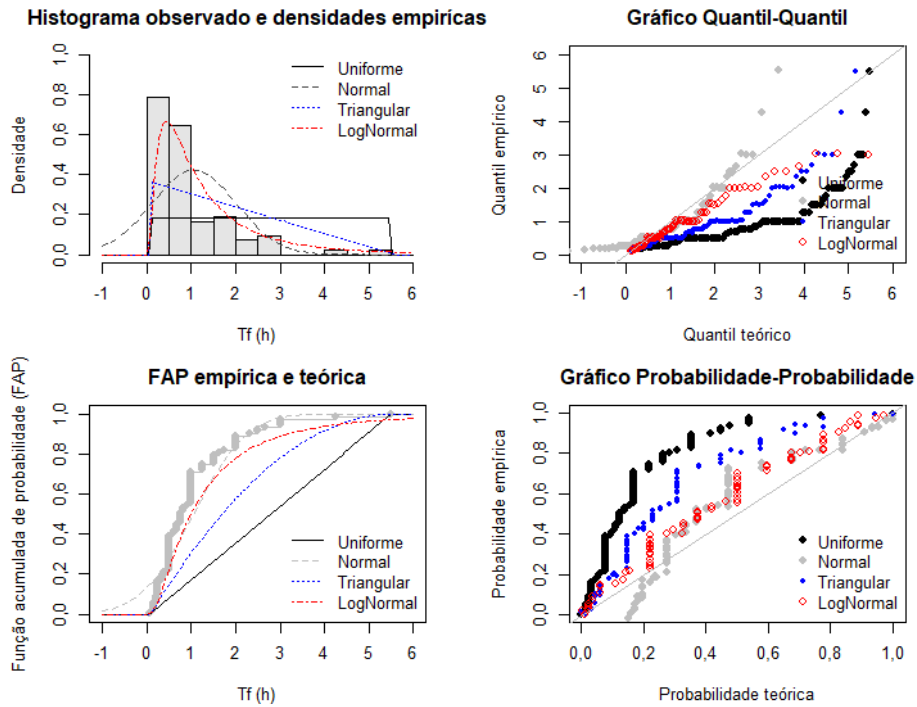 Histograma observado e densidades empirícas
Densidade
0,0
0,2
0,4
0,6
0,8
1,0
-1
0
1
2
3
4
5
6
Tf (h)
Uniforme
Normal
Triangular
LogNormal
Gráfico Quantil-Quantil
Quantil empírico
0
1
2
3
4
5
6
-1
0
1
2
3
4
5
6
Quantil teórico
Uniforme
Normal
Triangular
LogNormal
FAP empírica e teórica
Função acumulada de probabilidade (FAP)
0,0
0,2
0,4
0,6
0,8
1,0
-1
0
1
2
3
4
5
6
Tf (h)
Uniforme
Normal
Triangular
LogNormal
Gráfico Probabilidade-Probabilidade
Probabilidade empírica
0,0
0,2
0,4
0,6
0,8
1,0
0,0
0,2
0,4
0,6
0,8
1,0
Probabilidade teórica
Uniforme
Normal
Triangular
LogNormal